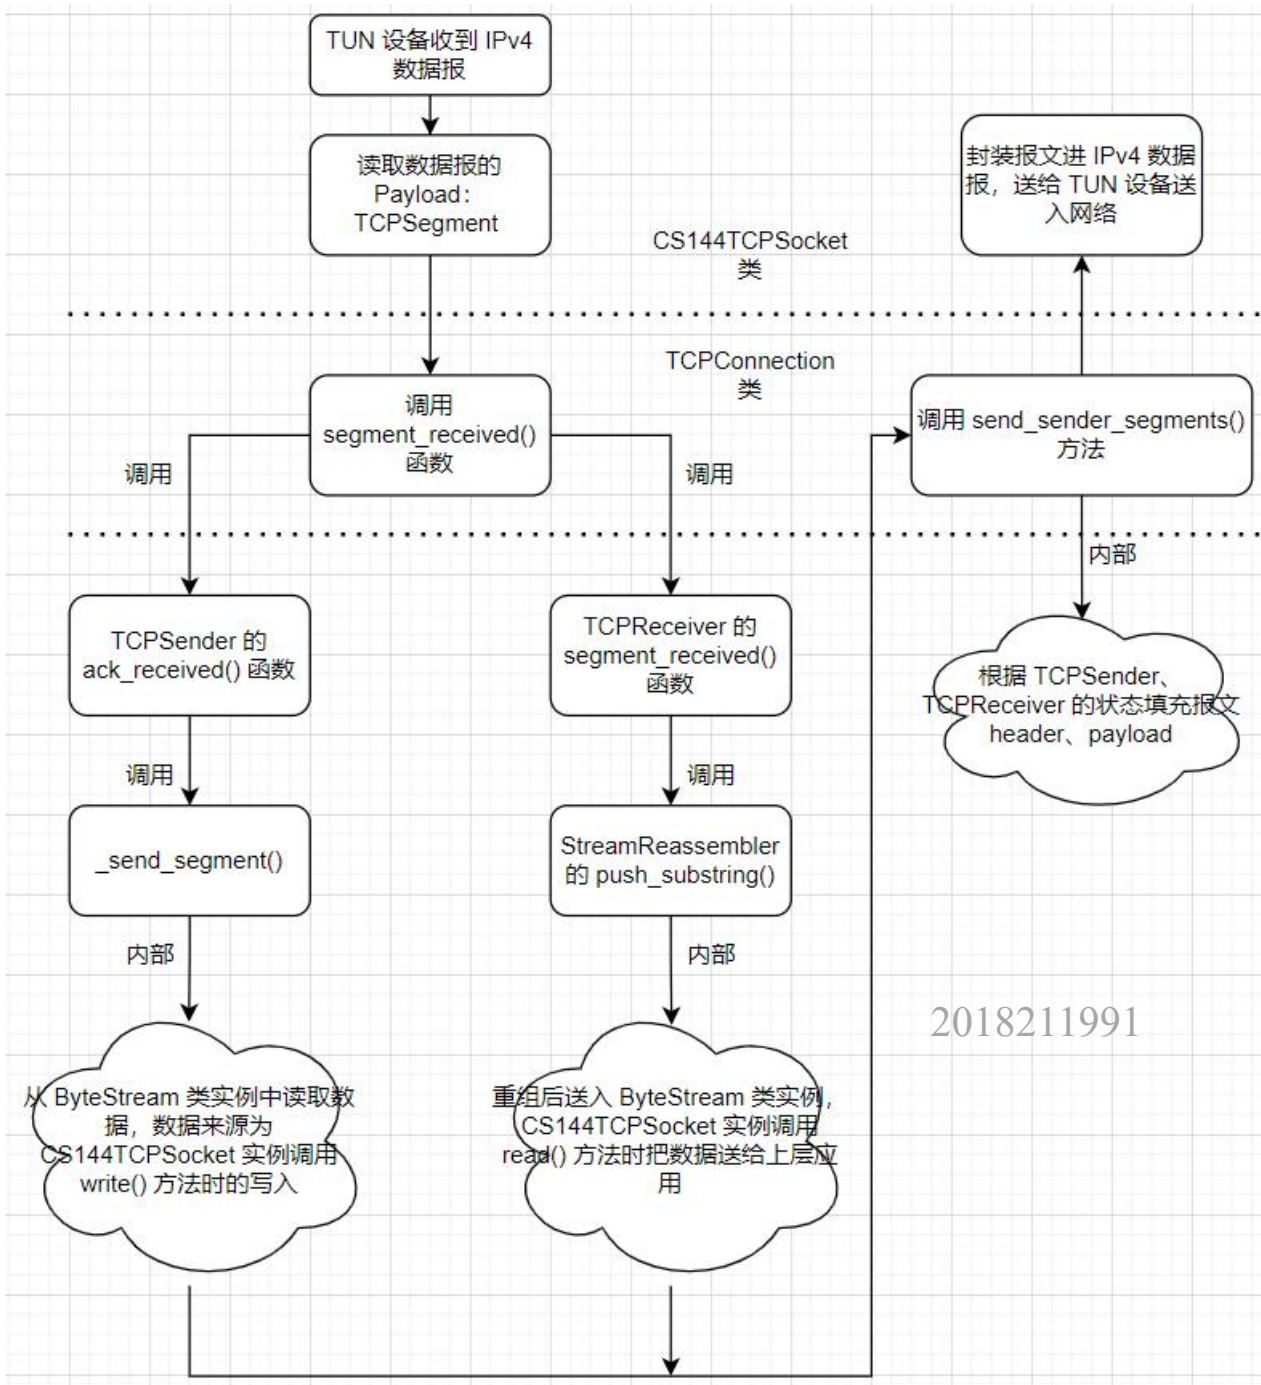 TUN 设备收到 IPv4
数据报
读取数据报的
Payload：
TCPSegment
封装报文进 IPv4 数据
报，送给 TUN 设备送
入网络
CS144TCPSocket
类
TCPConnection
类
调用
segment_received()
函数
调用 send_sender_segments()
方法
调用
调用
内部
TCPSender 的
ack_received() 函数
TCPReceiver 的
segment_received()
函数
根据 TCPSender、
TCPReceiver 的状态填充报文
header、payload
调用
调用
_send_segment()
StreamReassembler
的 push_substring()
内部
内部
2018211991
从 ByteStream 类实例中读取数
据，数据来源为
CS144TCPSocket 实例调用
write() 方法时的写入
重组后送入 ByteStream 类实例，
CS144TCPSocket 实例调用
read() 方法时把数据送给上层应
用